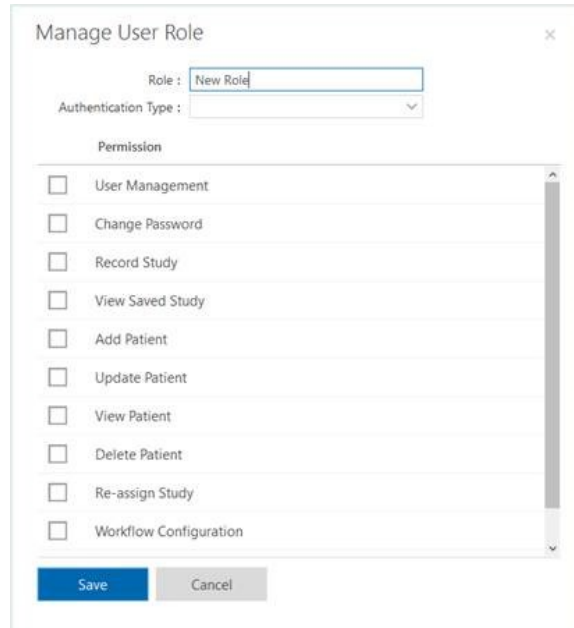 Manage User Role
Role : New Role
Authentication Type :
Permission
User Management
Change Password
Record Study
View Saved Study
Add Patient
Update Patient
View Patient
Delete Patient
Re-assign Study
Workflow Configuration
Save Cancel